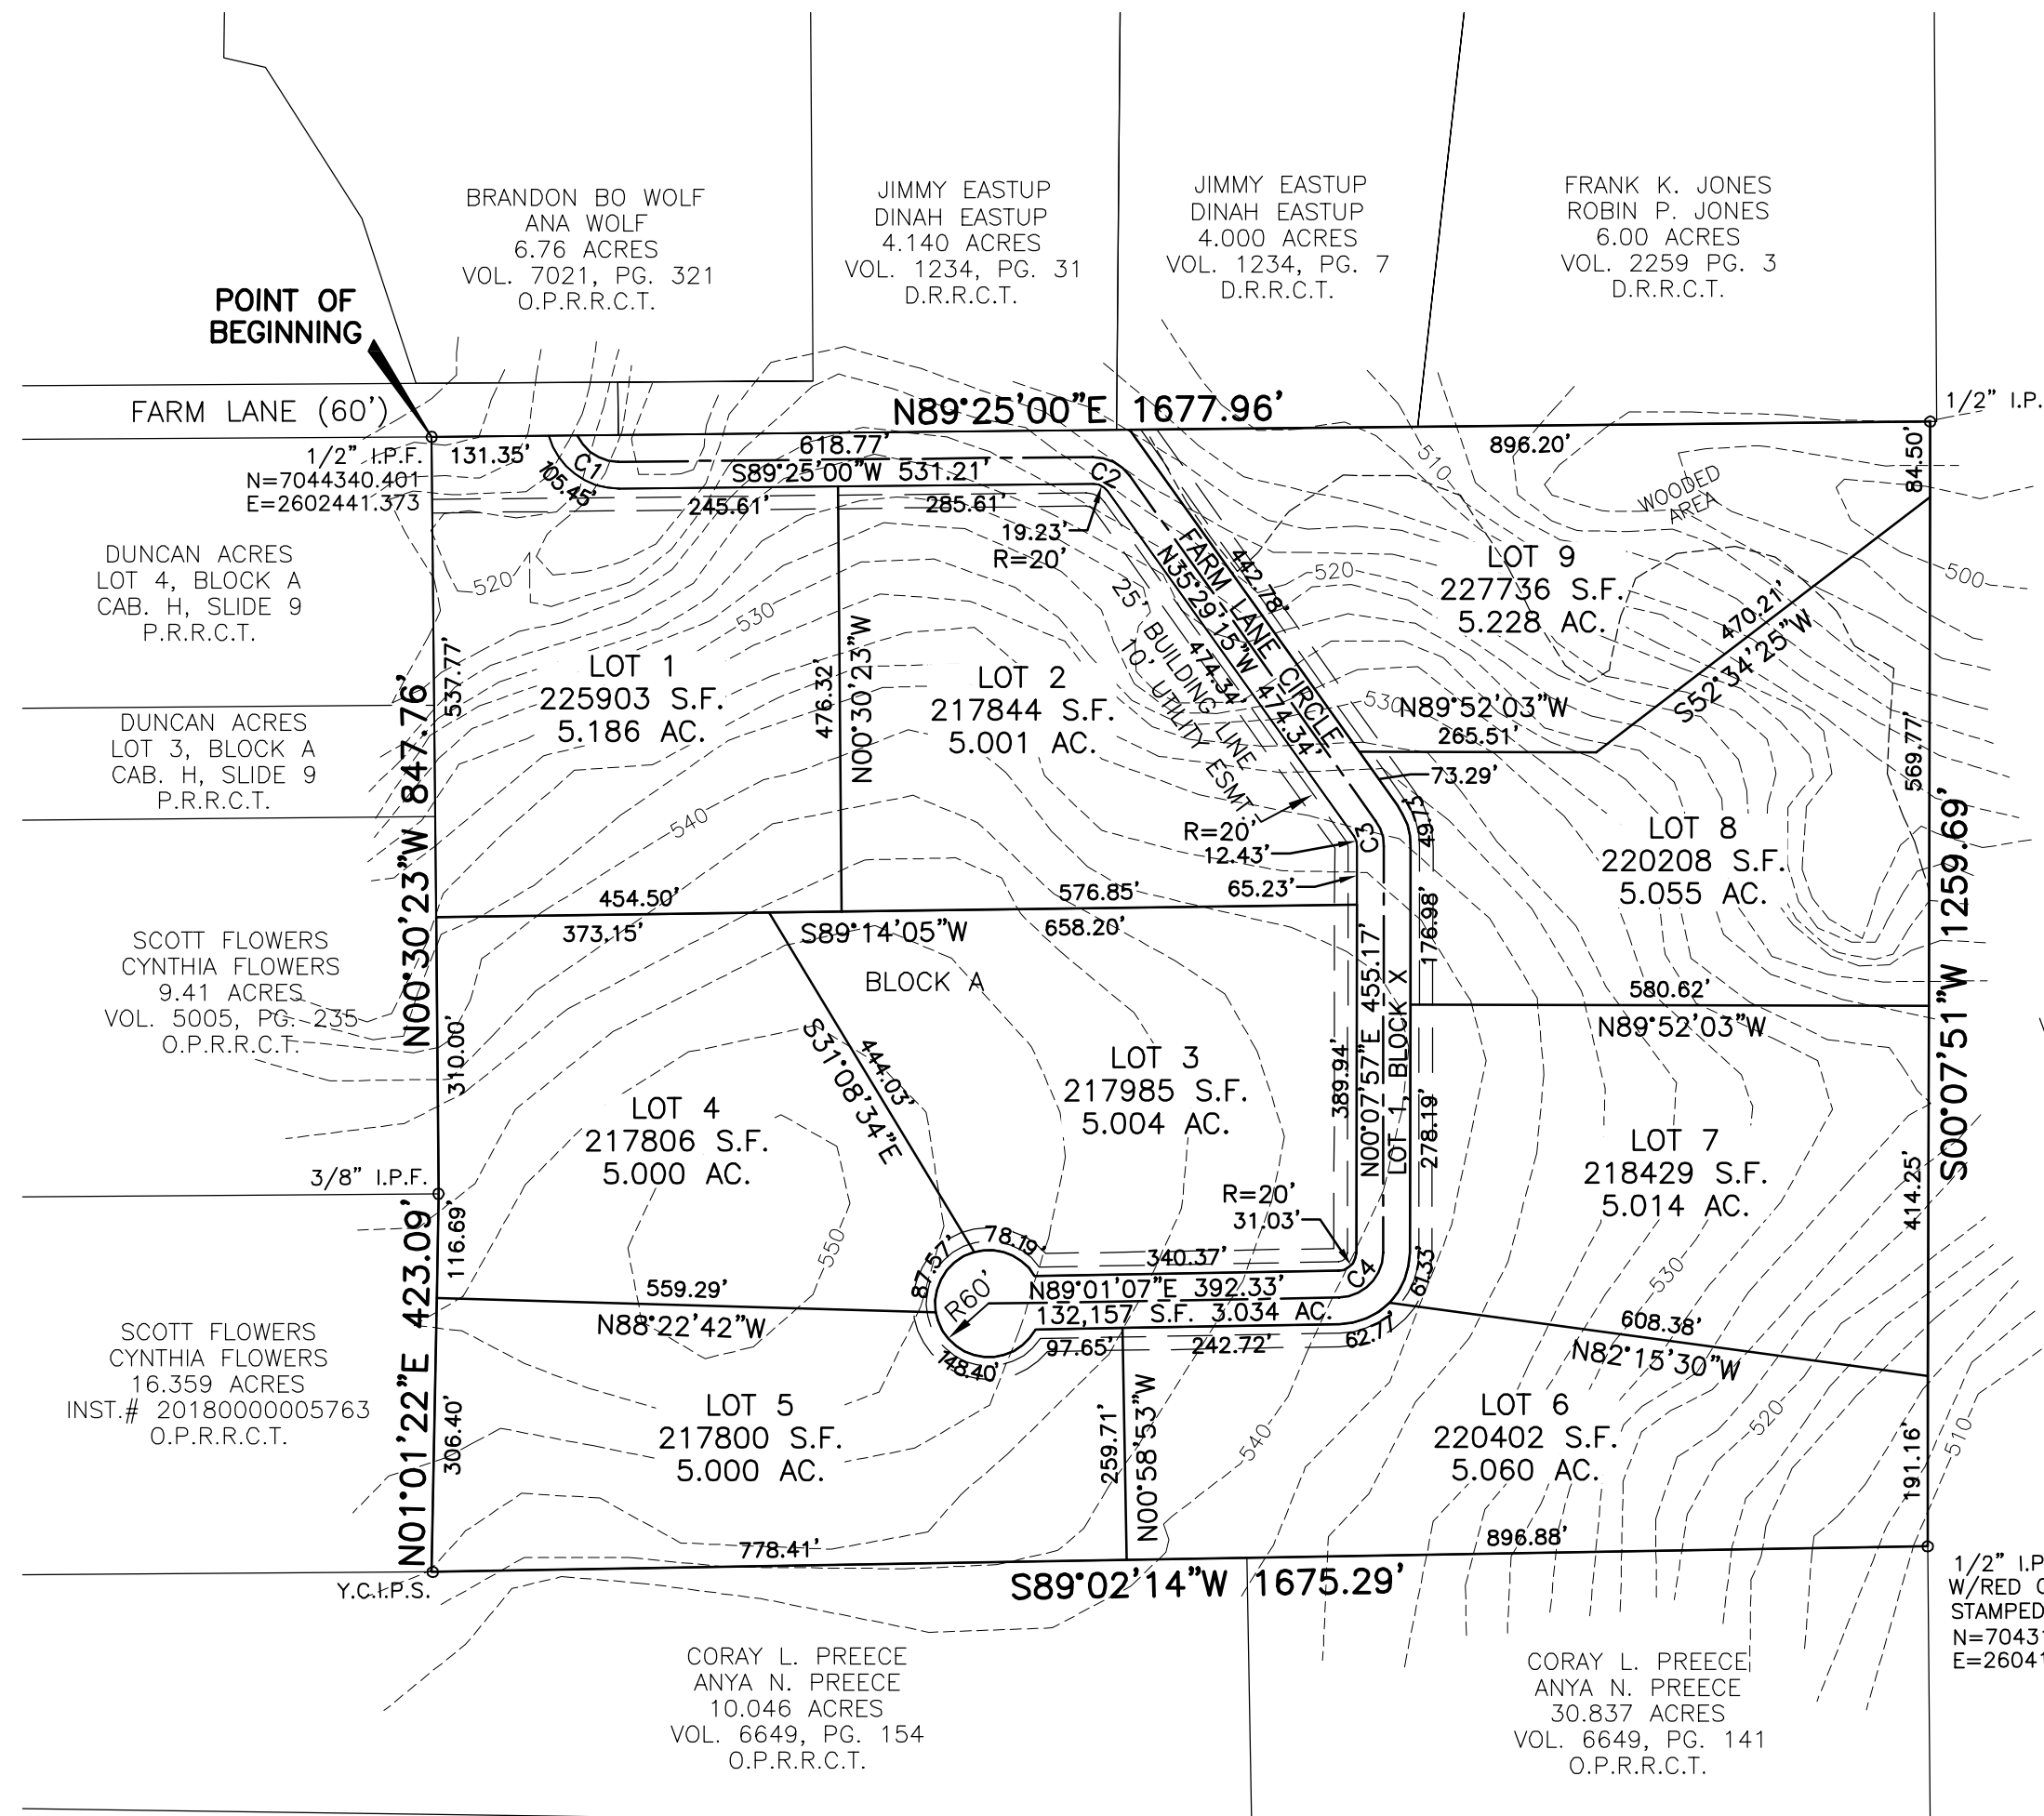 BRANDON BO WOLF
ANA WOLF
6.76 ACRES
VOL. 7021, PG. 321
O.P.R.R.C.T.
JIMMY EASTUP
DINAH EASTUP
4.140 ACRES
VOL. 1234, PG. 31
D.R.R.C.T.
JIMMY EASTUP
DINAH EASTUP
4.000 ACRES
VOL. 1234, PG. 7
D.R.R.C.T.
FRANK K. JONES
ROBIN P. JONES
6.00 ACRES
VOL. 2259 PG. 3
D.R.R.C.T.
POINT OF
BEGINNING
FARM LANE (60')
N89°25'00"E 1677.96'
1/2" I.P.
1/2" I.P.F.
N=7044340.401
E=2602441.373
131.35'
618.77'
896.20'
84.50'
C1
105.45'
S89°25'00"W 531.21'
C2
245.61'
285.61'
19.23'
R=20'
510
WOODED
AREA
DUNCAN ACRES
LOT 4, BLOCK A
CAB. H, SLIDE 9
P.R.R.C.T.
520
530
520
500
FARM LANE CIRCLE
N35°29'15"W 474.34'
474.34'
442.78'
25' BUILDING LINE
10' UTILITY ESMT.
LOT 9
227736 S.F.
5.228 AC.
470.21'
S52°34'25"W
537.77'
LOT 1
225903 S.F.
5.186 AC.
476.32'
N00°30'23"W
LOT 2
217844 S.F.
5.001 AC.
530
N89°52'03"W
265.51'
569.77'
DUNCAN ACRES
LOT 3, BLOCK A
CAB. H, SLIDE 9
P.R.R.C.T.
N00°30'23"W 847.76'
540
73.29'
49.73'
R=20'
12.43'
C3
65.23'
LOT 8
220208 S.F.
5.055 AC.
S00°07'51"W 1259.69'
454.50'
576.85'
373.15'
S89°14'05"W
658.20'
176.98'
SCOTT FLOWERS
CYNTHIA FLOWERS
9.41 ACRES
VOL. 5005, PG. 235
O.P.R.R.C.T.
BLOCK A
580.62'
N89°52'03"W
310.00'
S31°08'34"E
444.03'
LOT 3
217985 S.F.
5.004 AC.
389.94'
N00°07'57"E 455.17'
LOT 1, BLOCK X
278.19'
LOT 4
217806 S.F.
5.000 AC.
LOT 7
218429 S.F.
5.014 AC.
414.25'
3/8" I.P.F.
116.69'
550
R=20'
31.03'
78.19'
87.57'
R60'
340.37'
N89°01'07"E 392.33'
132,157 S.F. 3.034 AC.
C4
61.33'
530
559.29'
N88°22'42"W
148.40'
97.65'
242.72'
62.71'
608.38'
N82°15'30"W
SCOTT FLOWERS
CYNTHIA FLOWERS
16.359 ACRES
INST.# 20180000005763
O.P.R.R.C.T.
N01°01'22"E 423.09'
306.40'
LOT 5
217800 S.F.
5.000 AC.
259.71'
N00°58'53"W
540
LOT 6
220402 S.F.
5.060 AC.
520
510
191.16'
778.41'
896.88'
S89°02'14"W 1675.29'
Y.C.I.P.S.
1/2" I.P
W/RED
STAMPED
N=70431
E=26041
CORAY L. PREECE
ANYA N. PREECE
10.046 ACRES
VOL. 6649, PG. 154
O.P.R.R.C.T.
CORAY L. PREECE
ANYA N. PREECE
30.837 ACRES
VOL. 6649, PG. 141
O.P.R.R.C.T.